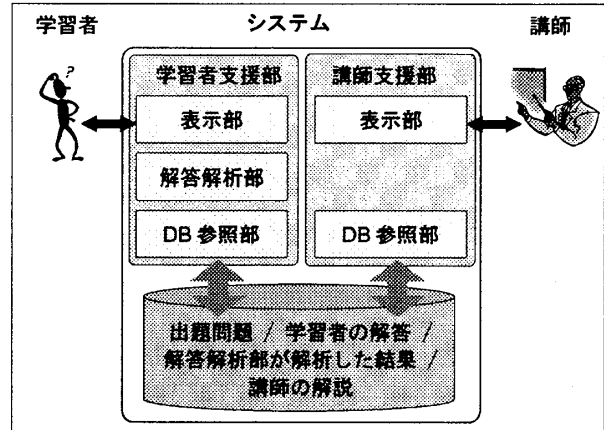 学習者
システム
講師
?
学習者支援部
講師支援部
表示部
表示部
解答解析部
DB 参照部
DB 参照部
出題問題 / 学習者の解答 /
解答解析部が解析した結果 /
講師の解説